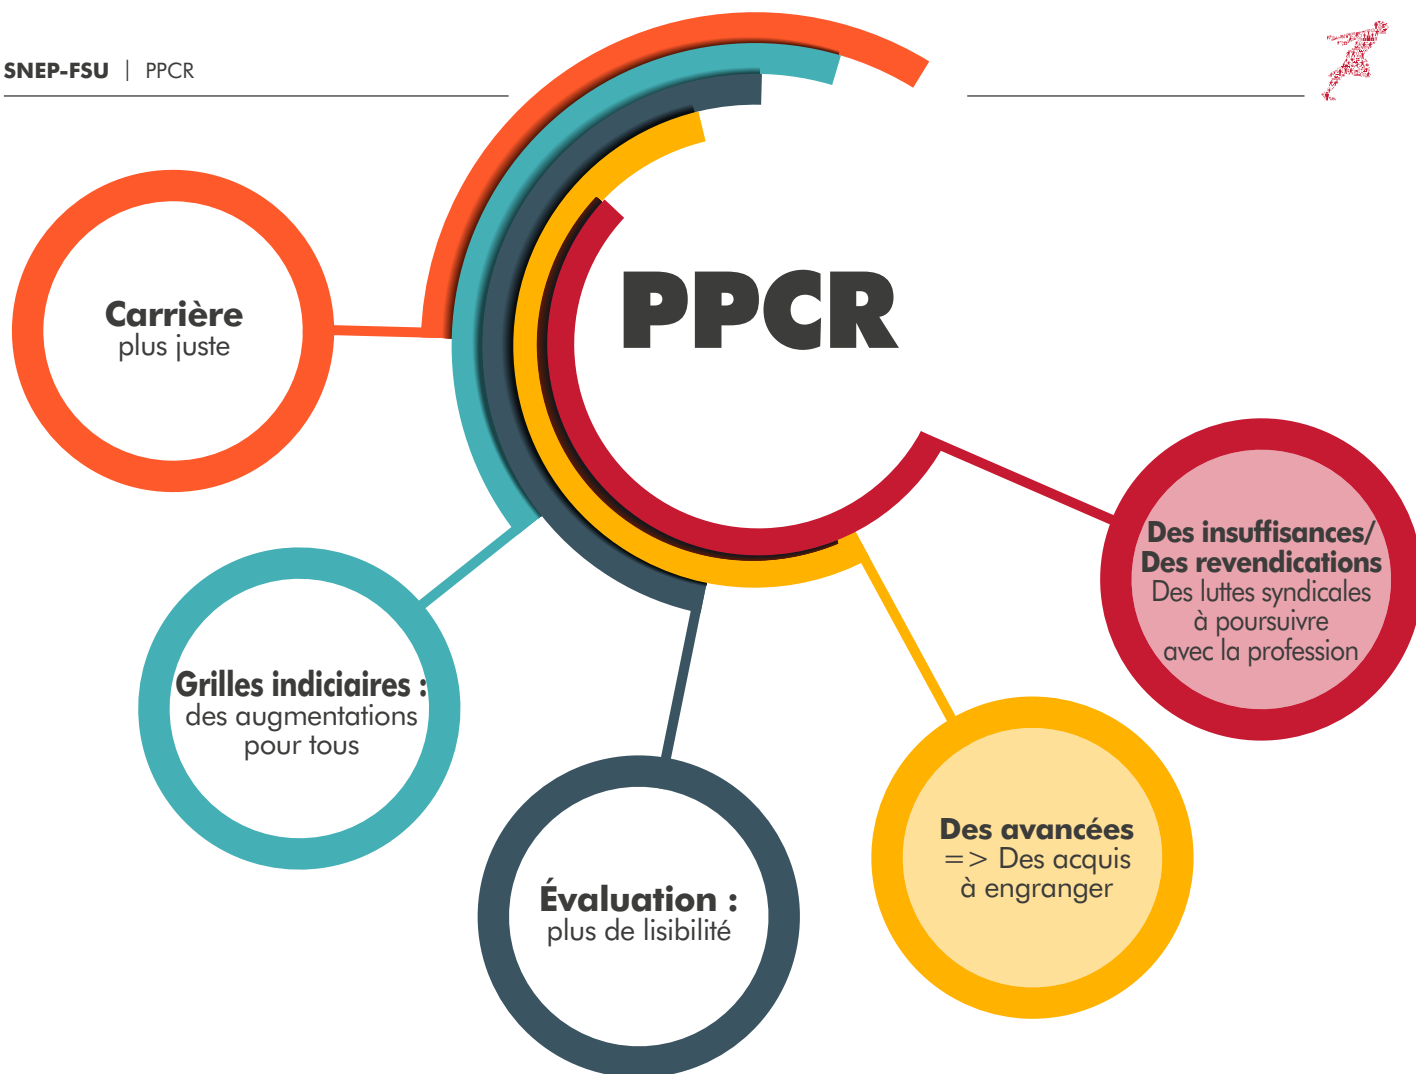 SNEP-FSU | PPCR
PPCR
Carrière
plus juste
Grilles indiciaires :
des augmentations
pour tous
Évaluation :
plus de lisibilité
Des avancées
=> Des acquis
à engranger
Des insuffisances/
Des revendications
Des luttes syndicales
à poursuivre
avec la profession